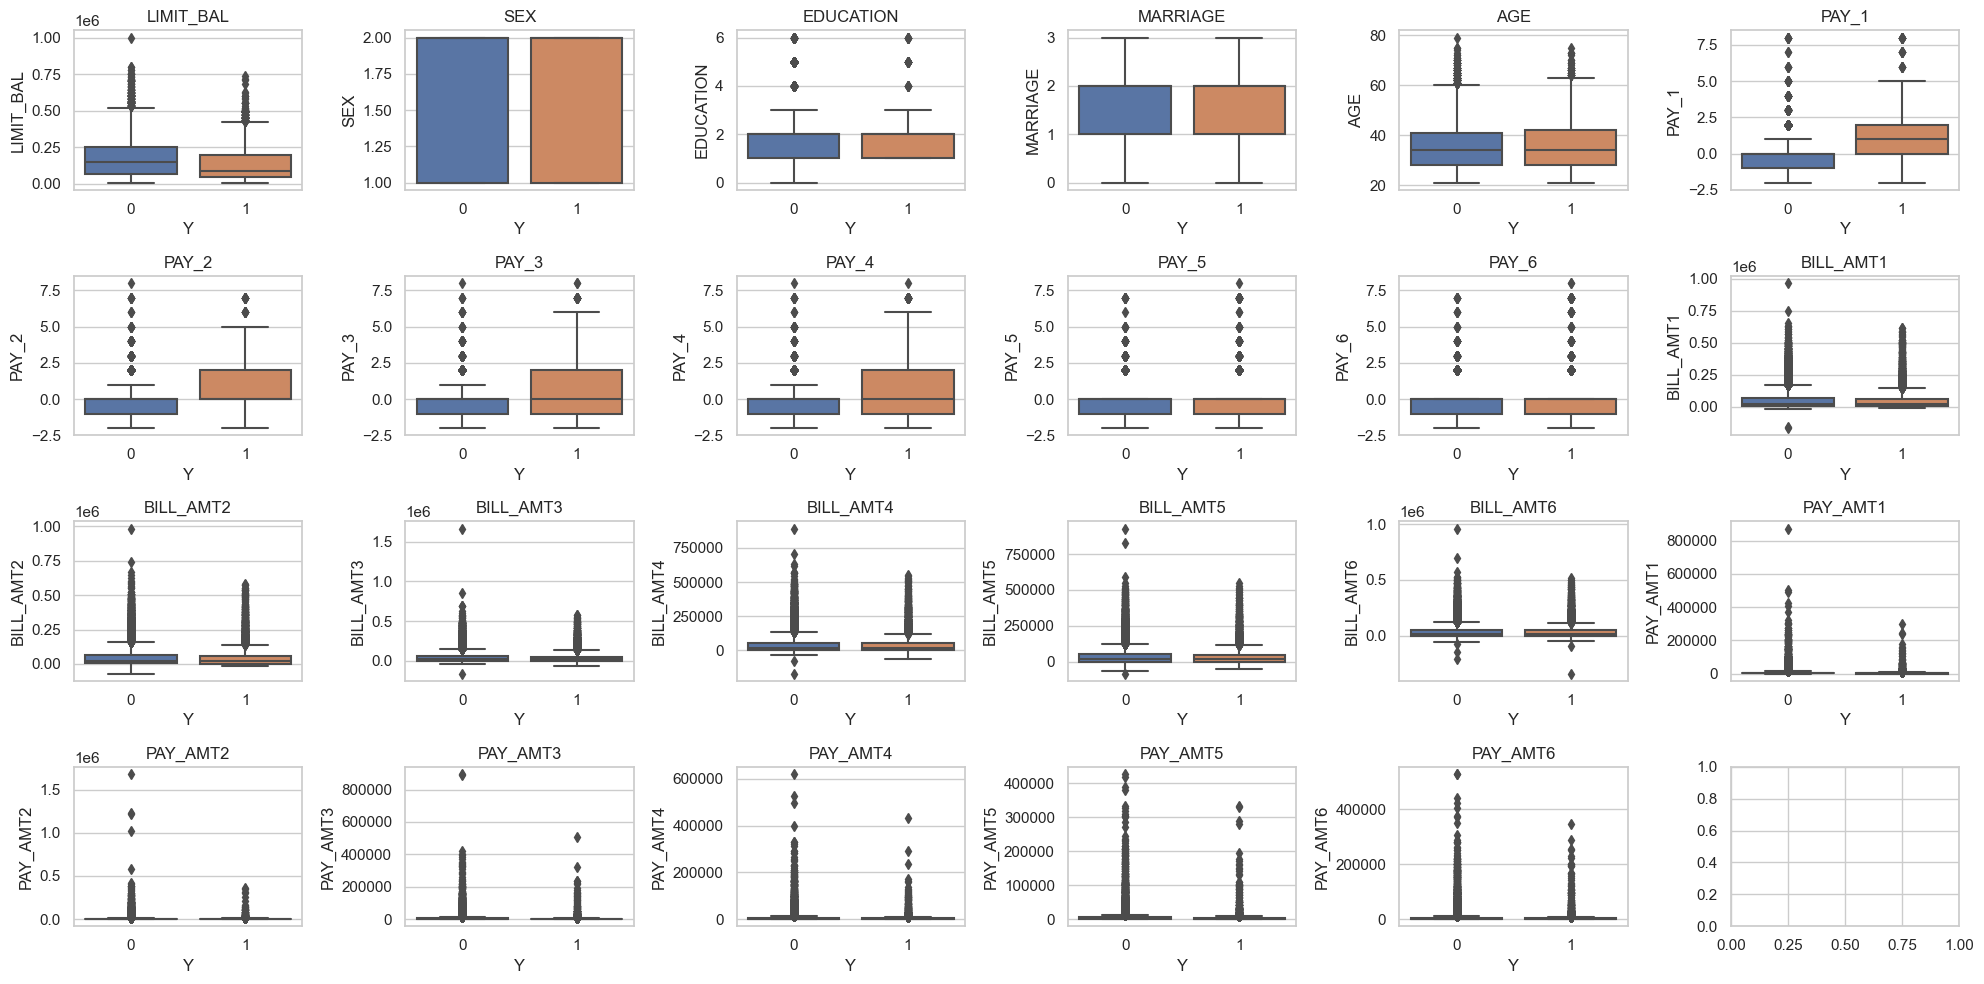 LIMIT_BAL
1e6
1.00
0.75
0.50
0.25
0.00
LIMIT_BAL
0 1
Y
SEX
2.00
1.75
1.50
1.25
1.00
SEX
0 1
Y
EDUCATION
6
4
2
0
EDUCATION
0 1
Y
MARRIAGE
3
2
1
0
MARRIAGE
0 1
Y
AGE
80
60
40
20
AGE
0 1
Y
PAY_1
7.5
5.0
2.5
0.0
−2.5
PAY_1
0 1
Y
PAY_2
7.5
5.0
2.5
0.0
−2.5
PAY_2
0 1
Y
PAY_3
7.5
5.0
2.5
0.0
−2.5
PAY_3
0 1
Y
PAY_4
7.5
5.0
2.5
0.0
−2.5
PAY_4
0 1
Y
PAY_5
7.5
5.0
2.5
0.0
−2.5
PAY_5
0 1
Y
PAY_6
7.5
5.0
2.5
0.0
−2.5
PAY_6
0 1
Y
BILL_AMT1
1e6
1.00
0.75
0.50
0.25
0.00
BILL_AMT1
0 1
Y
BILL_AMT2
1e6
1.00
0.75
0.50
0.25
0.00
BILL_AMT2
0 1
Y
BILL_AMT3
1e6
1.5
1.0
0.5
0.0
BILL_AMT3
0 1
Y
BILL_AMT4
750000
500000
250000
0
BILL_AMT4
0 1
Y
BILL_AMT5
750000
500000
250000
0
BILL_AMT5
0 1
Y
BILL_AMT6
1e6
1.0
0.5
0.0
BILL_AMT6
0 1
Y
PAY_AMT1
800000
600000
400000
200000
0
PAY_AMT1
0 1
Y
PAY_AMT2
1e6
1.5
1.0
0.5
0.0
PAY_AMT2
0 1
Y
PAY_AMT3
800000
600000
400000
200000
0
PAY_AMT3
0 1
Y
PAY_AMT4
600000
400000
200000
0
PAY_AMT4
0 1
Y
PAY_AMT5
400000
300000
200000
100000
0
PAY_AMT5
0 1
Y
PAY_AMT6
400000
200000
0
PAY_AMT6
0 1
Y
1.0
0.8
0.6
0.4
0.2
0.0
0.00 0.25 0.50 0.75 1.00